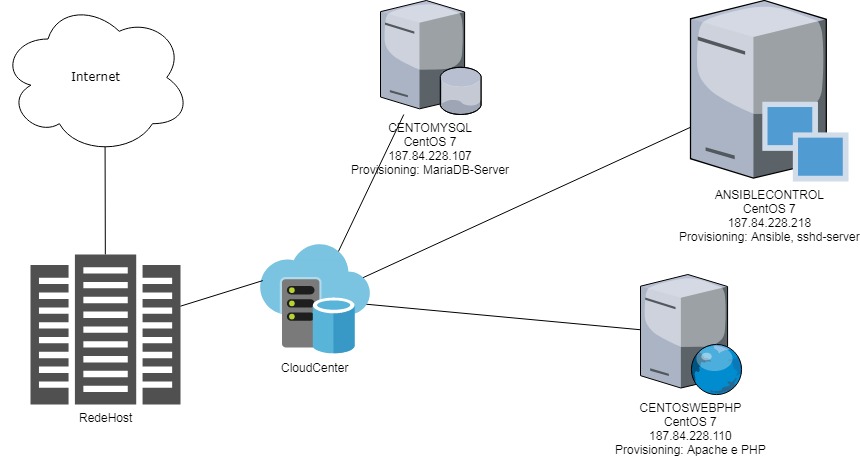 Internet
CENTOMYSQL
CentOS 7
187.84.228.107
Provisioning: MariaDB-Server
ANSIBLECONTROL
CentOS 7
187.84.228.218
Provisioning: Ansible, sshd-server
CloudCenter
RedeHost
CENTOSWEBPHP
CentOS 7
187.84.228.110
Provisioning: Apache e PHP